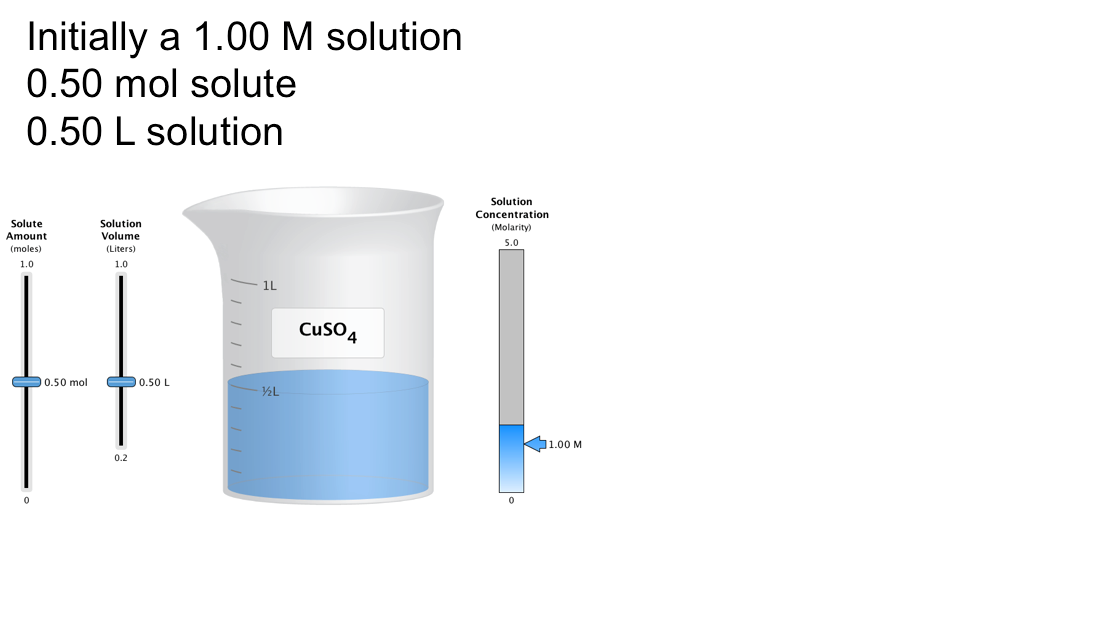 Initially a 1.00 M solution
0.50 mol solute
0.50 L solution
Solute
Amount
(moles)
1.0
0.50 mol
0
Solution
Volume
(Liters)
1.0
0.50 L
0.2
1L
CuSO₄
½L
Solution
Concentration
(Molarity)
5.0
1.00 M
0